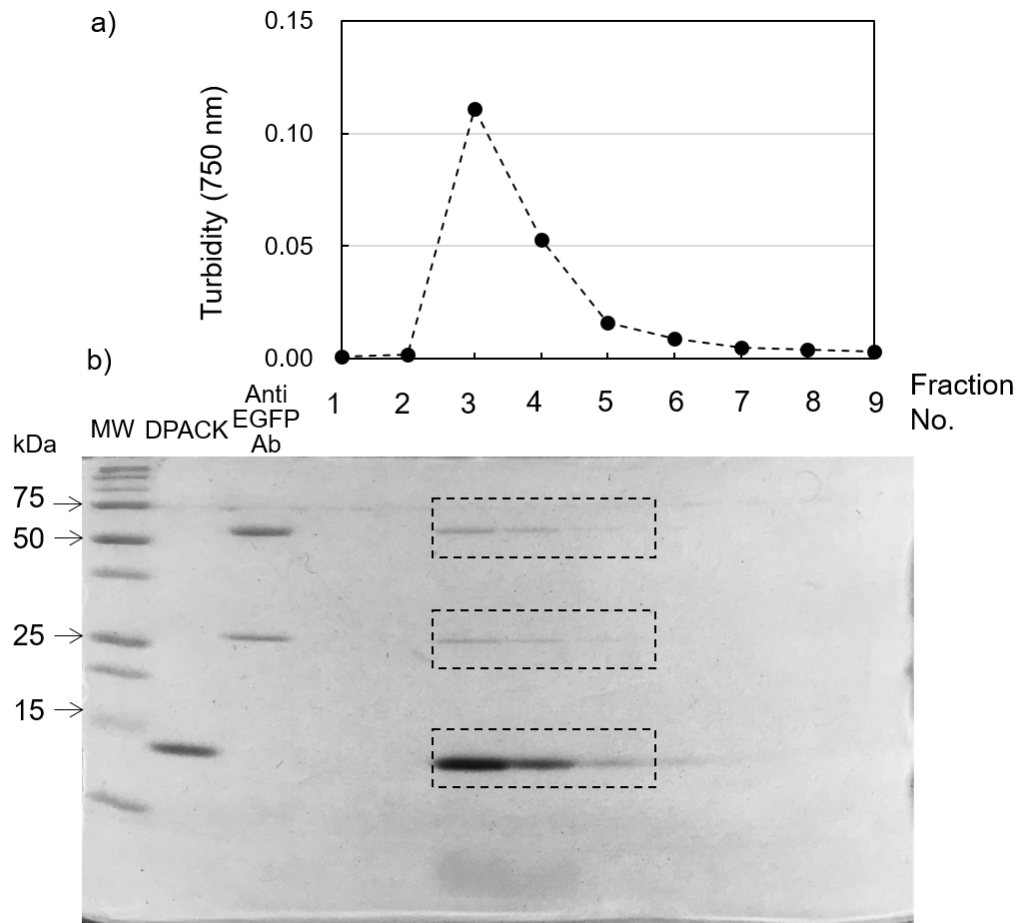 a)
0.15
0.10
0.05
0.00
Turbidity (750 nm)
b)
1 2 3 4 5 6 7 8 9
Fraction
No.
Anti
EGFP
Ab
MW DPACK
kDa
75
50
25
15